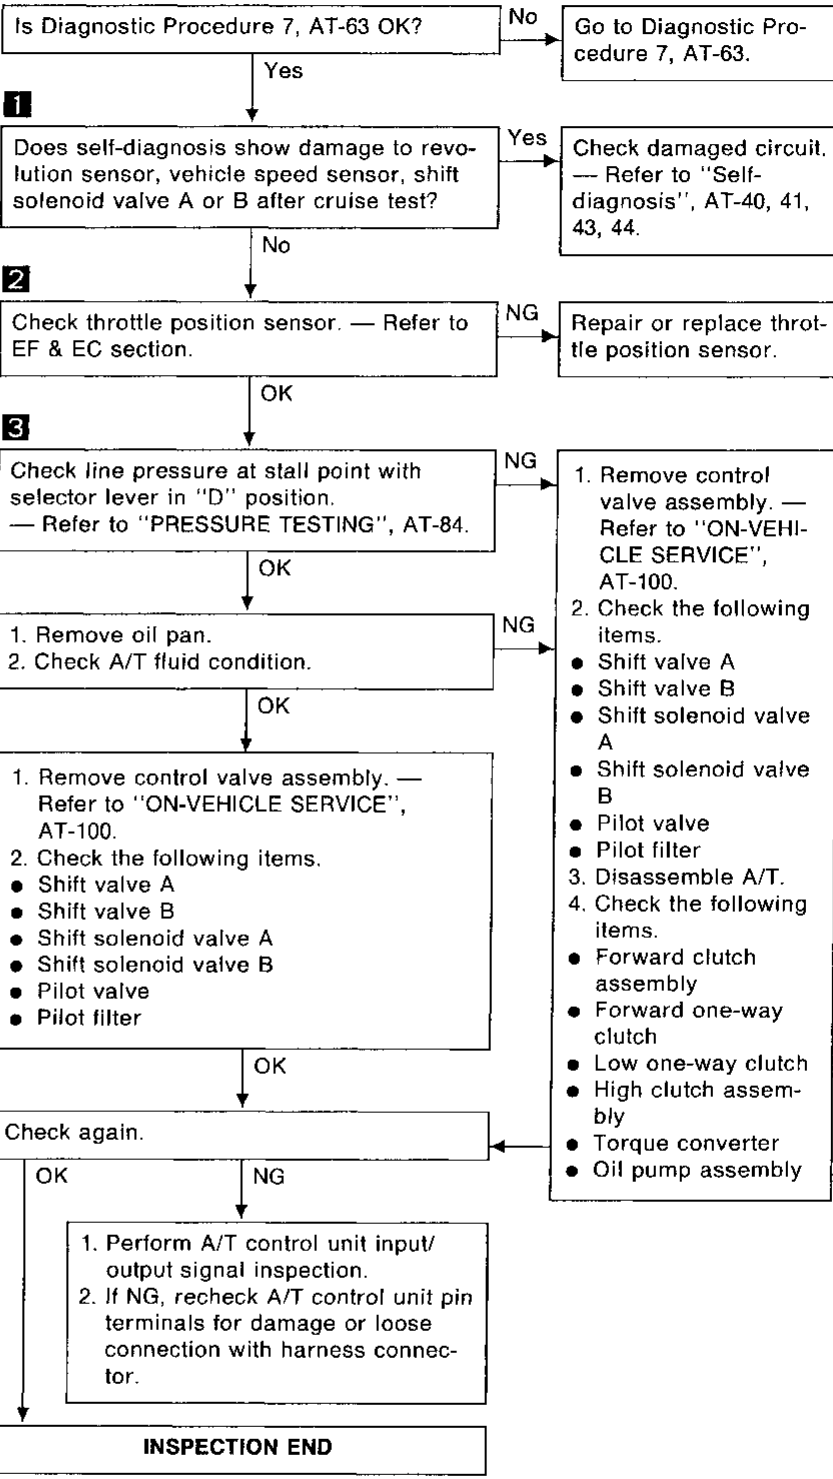 Is Diagnostic Procedure 7, AT-63 OK?
No
Go to Diagnostic Pro-
cedure 7, AT-63.
Yes
1
Does self-diagnosis show damage to revo-
lution sensor, vehicle speed sensor, shift
solenoid valve A or B after cruise test?
Yes
Check damaged circuit.
— Refer to "Self-
diagnosis", AT-40, 41,
43, 44.
No
2
Check throttle position sensor. — Refer to
EF & EC section.
NG
Repair or replace throt-
tle position sensor.
OK
3
Check line pressure at stall point with
selector lever in "D" position.
— Refer to "PRESSURE TESTING", AT-84.
NG
1. Remove control
valve assembly. —
Refer to "ON-VEHI-
CLE SERVICE",
AT-100.
2. Check the following
items.
● Shift valve A
● Shift valve B
● Shift solenoid valve
A
● Shift solenoid valve
B
● Pilot valve
● Pilot filter
3. Disassemble A/T.
4. Check the following
items.
● Forward clutch
assembly
● Forward one-way
clutch
● Low one-way clutch
● High clutch assem-
bly
● Torque converter
● Oil pump assembly
OK
1. Remove oil pan.
2. Check A/T fluid condition.
NG
OK
1. Remove control valve assembly. —
Refer to "ON-VEHICLE SERVICE",
AT-100.
2. Check the following items.
● Shift valve A
● Shift valve B
● Shift solenoid valve A
● Shift solenoid valve B
● Pilot valve
● Pilot filter
OK
Check again.
OK
NG
1. Perform A/T control unit input/
output signal inspection.
2. If NG, recheck A/T control unit pin
terminals for damage or loose
connection with harness connec-
tor.
INSPECTION END